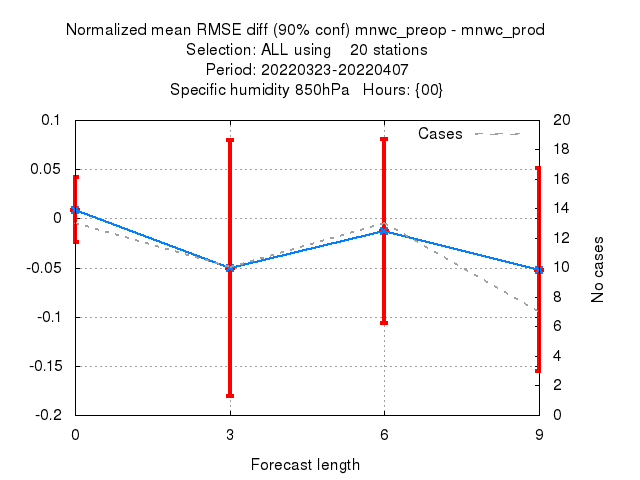 Normalized mean RMSE diff (90% conf) mnwc_preop - mnwc_prod
Selection: ALL using    20 stations
Period: 20220323-20220407
Specific humidity 850hPa   Hours: {00}
Cases
0.1
0.05
0
-0.05
-0.1
-0.15
-0.2
20
18
16
14
12
10
8
6
4
2
0
No cases
0 3 6 9
Forecast length